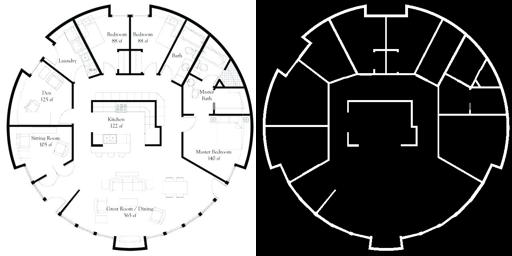 Bedroom
88 sf
Bedroom
88 sf
Bath
Laundry
Master
Bath
Den
125 sf
Kitchen
122 sf
Sitting Room
105 sf
Master Bedroom
140 sf
Great Room / Dining
565 sf